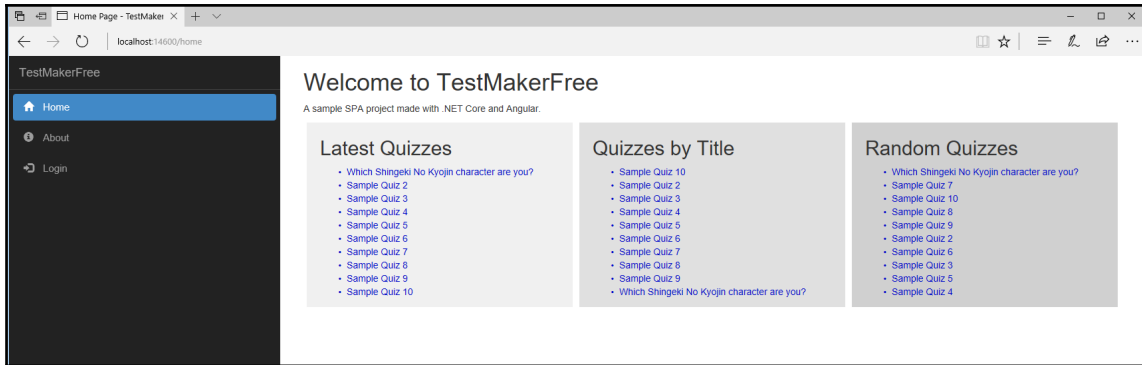 Home Page - TestMaker
localhost:14600/home
TestMakerFree
Home
About
Login
Welcome to TestMakerFree
A sample SPA project made with .NET Core and Angular.
Latest Quizzes
• Which Shingeki No Kyojin character are you?
• Sample Quiz 2
• Sample Quiz 3
• Sample Quiz 4
• Sample Quiz 5
• Sample Quiz 6
• Sample Quiz 7
• Sample Quiz 8
• Sample Quiz 9
• Sample Quiz 10
Quizzes by Title
• Sample Quiz 10
• Sample Quiz 2
• Sample Quiz 3
• Sample Quiz 4
• Sample Quiz 5
• Sample Quiz 6
• Sample Quiz 7
• Sample Quiz 8
• Sample Quiz 9
• Which Shingeki No Kyojin character are you?
Random Quizzes
• Which Shingeki No Kyojin character are you?
• Sample Quiz 7
• Sample Quiz 10
• Sample Quiz 8
• Sample Quiz 9
• Sample Quiz 2
• Sample Quiz 6
• Sample Quiz 3
• Sample Quiz 5
• Sample Quiz 4